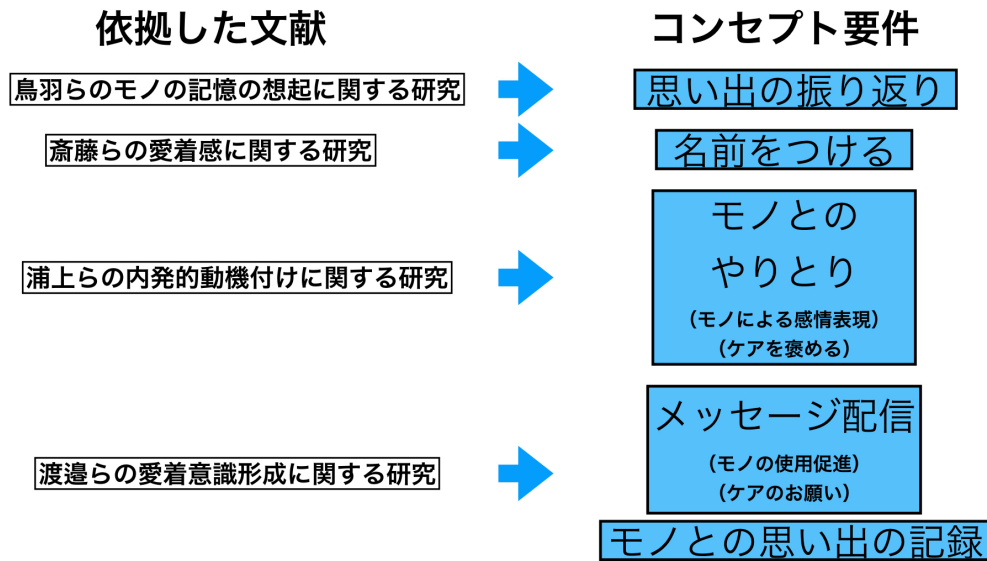 依拠した文献
コンセプト要件
鳥羽らのモノの記憶の想起に関する研究
思い出の振り返り
斎藤らの愛着感に関する研究
名前をつける
浦上らの内発的動機付けに関する研究
モノとの
やりとり
（モノによる感情表現）
（ケアを褒める）
渡邉らの愛着意識形成に関する研究
メッセージ配信
（モノの使用促進）
（ケアのお願い）
モノとの思い出の記録